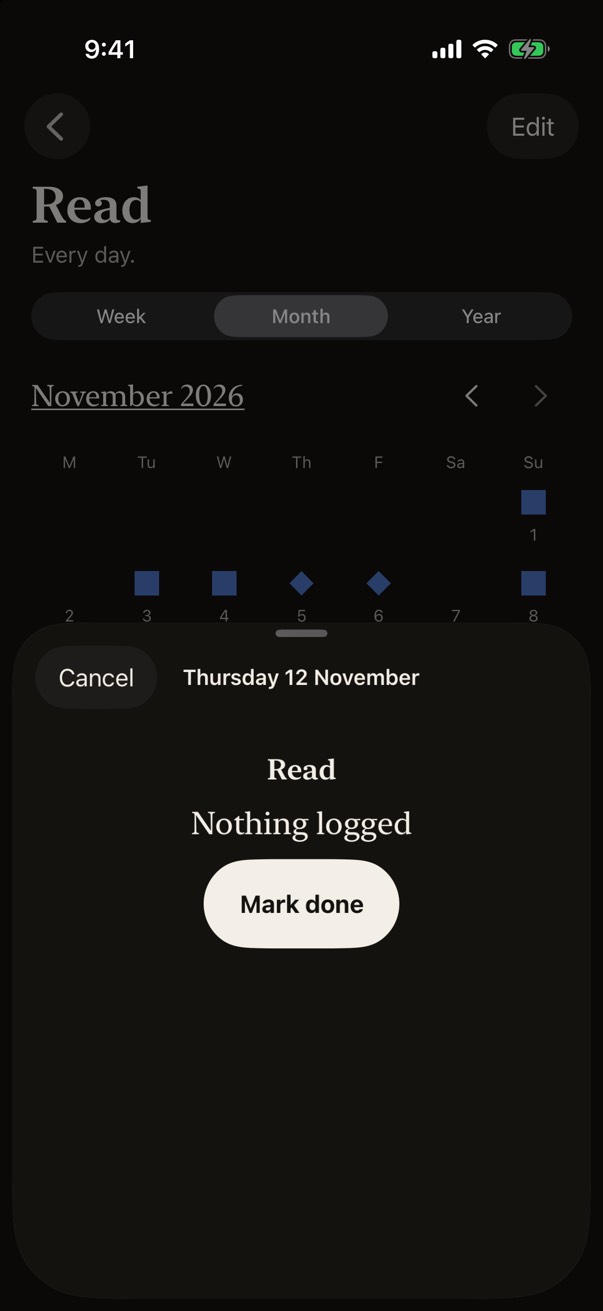 9:41
Edit
Read
Every day.
Week Month Year
November 2026
M Tu W Th F Sa Su
1
2 3 4 5 6 7 8
Cancel Thursday 12 November
Read
Nothing logged
Mark done